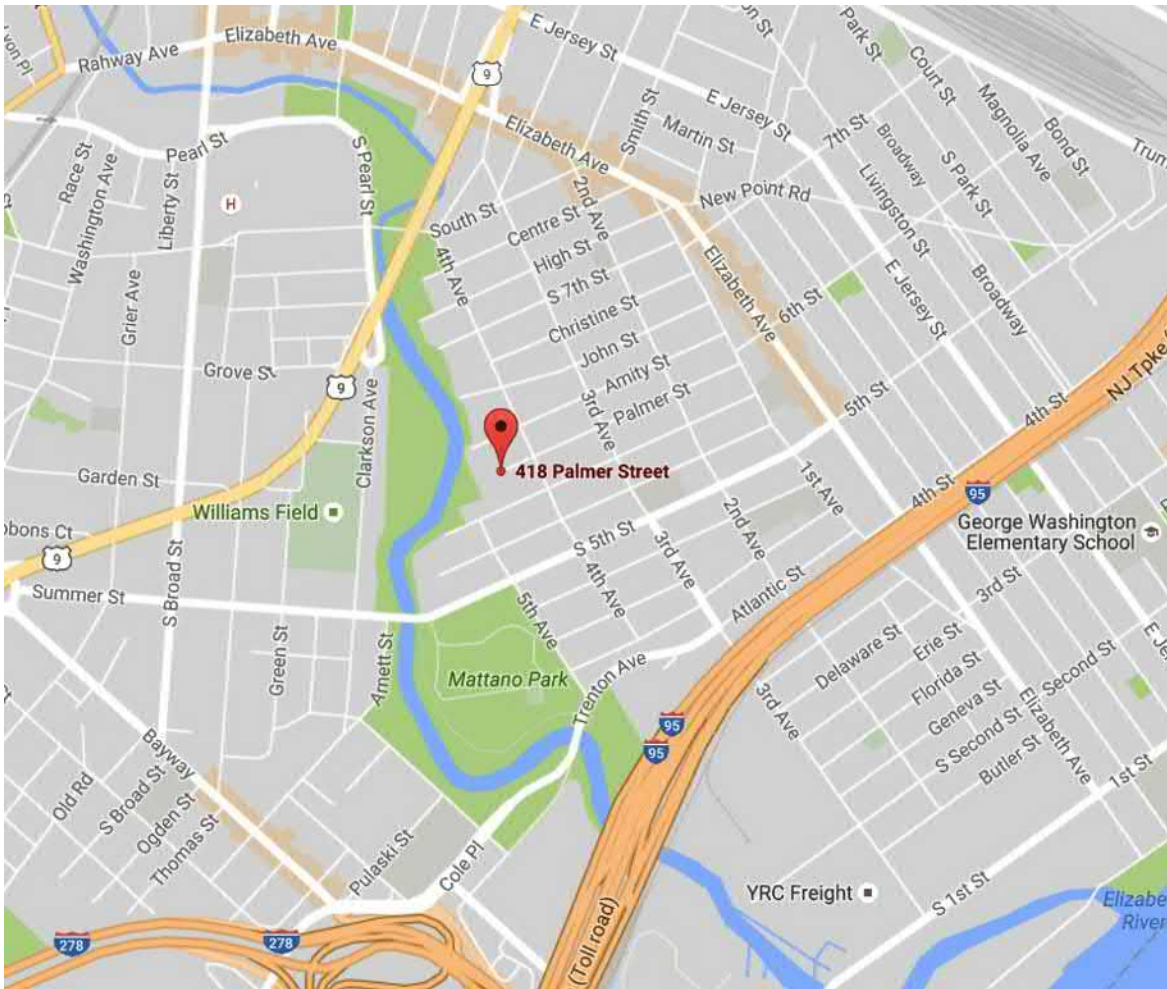 E Jersey St
Park St
Court St
Magnolia Ave
Bond St
Elizabeth Ave
Rahway Ave
9
9
Smith St
E Jersey St
Martin St
7th St
Broadway
S Park St
Elizabeth Ave
Pearl St
S Pearl St
Race St
Washington Ave
Liberty St
H
2nd Ave
New Point Rd
Livingston St
South St
Centre St
High St
4th Ave
S 7th St
Elizabeth Ave
E Jersey St
Broadway
Grier Ave
6th St
Christine St
John St
Amity St
Palmer St
3rd Ave
Grove St
9
Clarkson Ave
5th St
4th St
NJ Tpke
418 Palmer Street
Garden St
Williams Field
1st Ave
2nd Ave
4th St
95
George Washington
Elementary School
9
S 5th St
3rd Ave
4th Ave
5th Ave
Atlantic St
3rd St
Summer St
S Broad St
Green St
Arnett St
Mattano Park
Trenton Ave
Delaware St
Erie St
Florida St
Geneva St
Second St
S Second St
Butler St
3rd Ave
Elizabeth Ave
95
95
1st St
Bayway
Old Rd
S Broad St
Ogden St
Thomas St
Pulaski St
Cole Pl
YRC Freight
S 1st St
(Toll road)
River
278
278